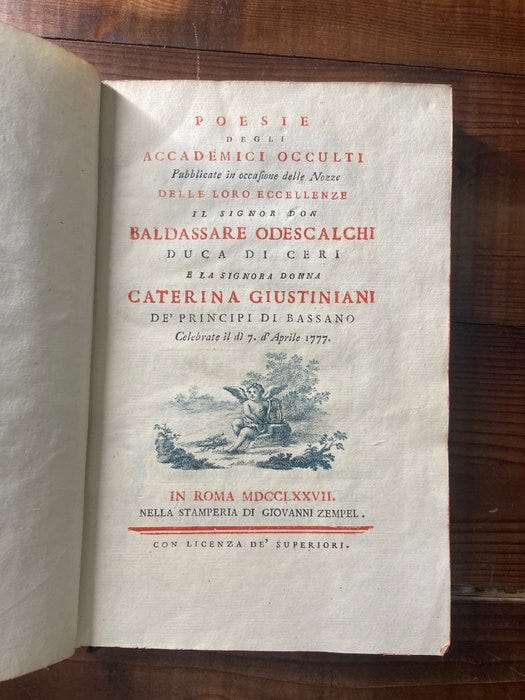 POESIE
DEGLI
ACCADEMICI OCCULTI
Pubblicate in occaſione delle Nozze
DELLE LORO ECCELLENZE
IL SIGNOR DON
BALDASSARE ODESCALCHI
DUCA DI CERI
E LA SIGNORA DONNA
CATERINA GIUSTINIANI
DE' PRINCIPI DI BASSANO
Celebrate il dì 7. d'Aprile 1777.
IN ROMA MDCCLXXVII.
NELLA STAMPERIA DI GIOVANNI ZEMPEL.
CON LICENZA DE' SUPERIORI.